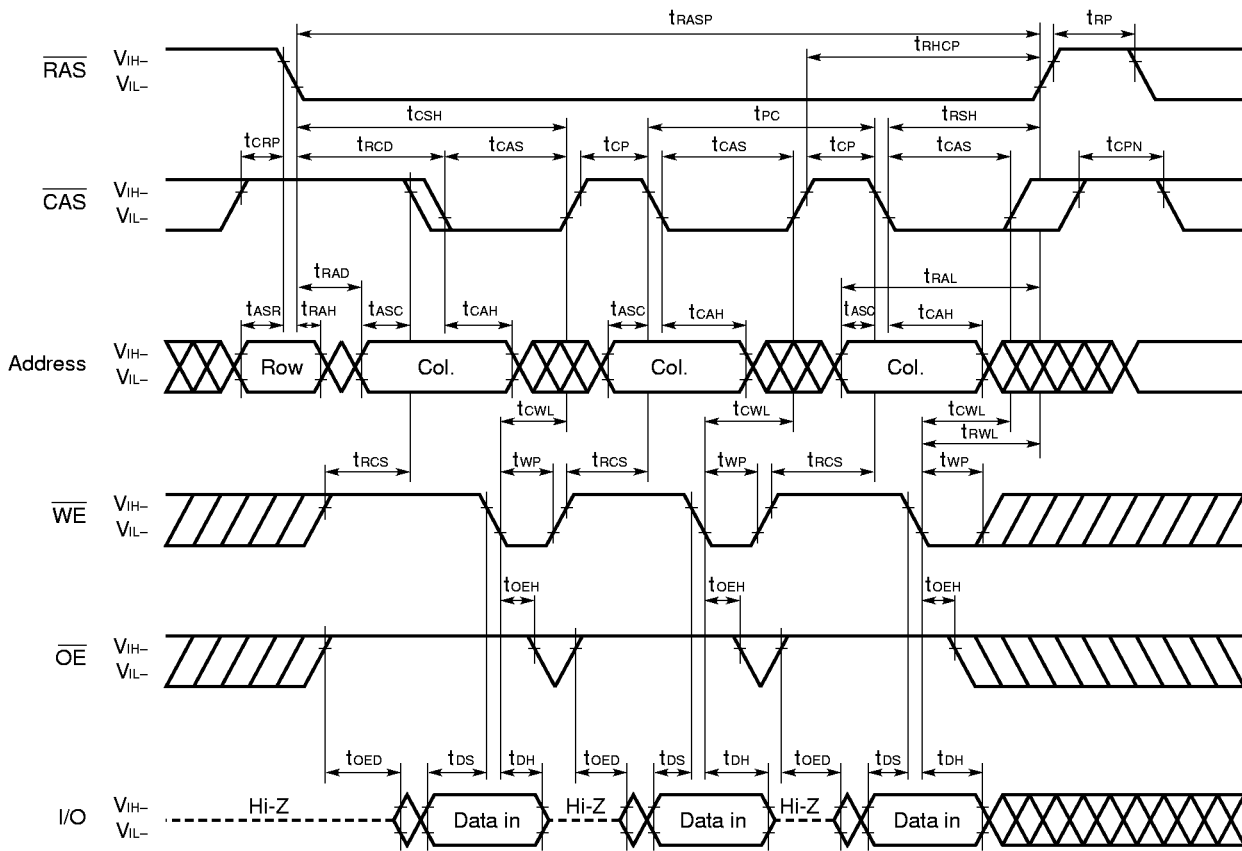 tRASP tRP
tRHCP
RAS VIH–
VIL–
tCSH tPC tRSH
tCRP tRCD tCAS tCP tCAS tCP tCAS tCPN
CAS VIH–
VIL–
tRAD tRAL
tASR tRAH tASC tCAH tASC tCAH tASC tCAH
Address VIH–
VIL–
Row Col. Col. Col.
tCWL tCWL tCWL
tRWL
tRCS tWP tRCS tWP tRCS tWP
WE VIH–
VIL–
tOEH tOEH tOEH
OE VIH–
VIL–
tOED tDS tDH tOED tDS tDH tOED tDS tDH
I/O VIH–
VIL–
Hi-Z Data in Hi-Z Data in Hi-Z Data in